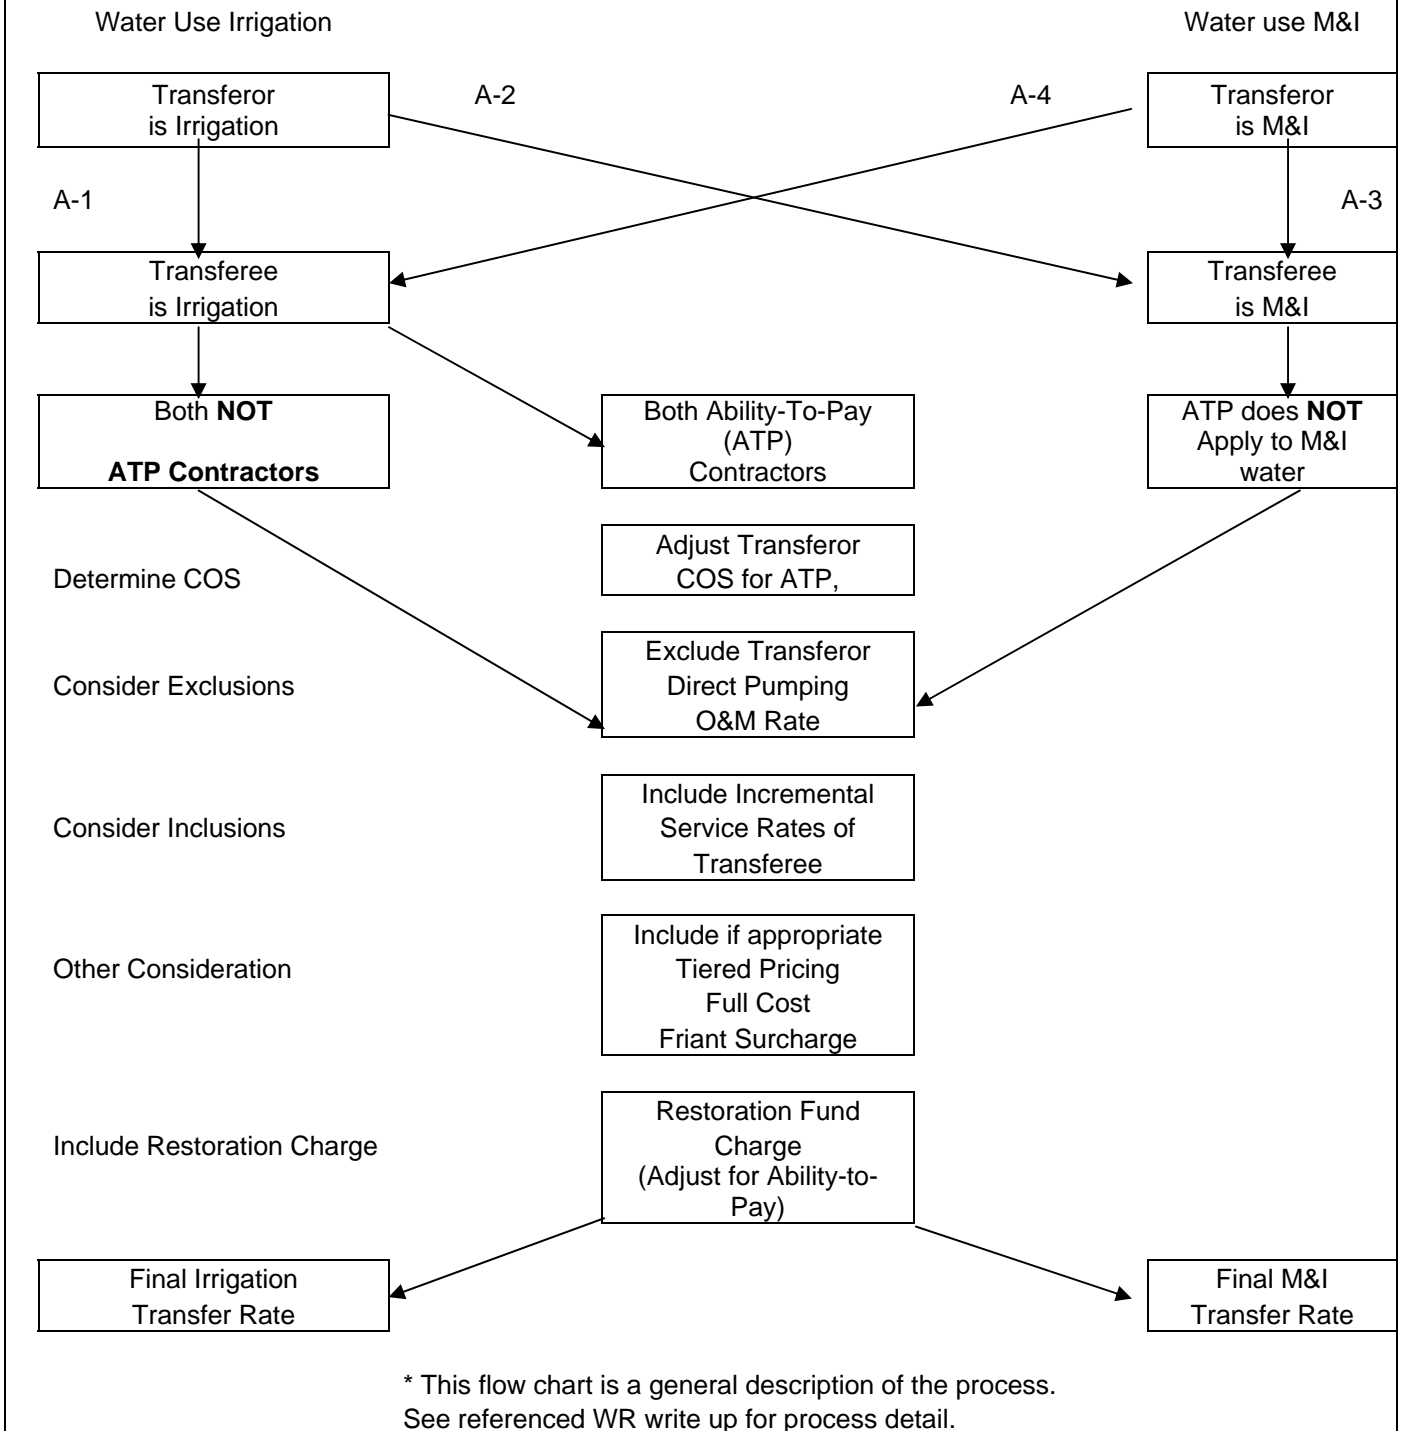 Water Use Irrigation
Water use M&I
Transferor
is Irrigation
A-2
A-4
Transferor
is M&I
A-1
A-3
Transferee
is Irrigation
Transferee
is M&I
Both NOT
ATP Contractors
Both Ability-To-Pay
(ATP)
Contractors
ATP does NOT
Apply to M&I
water
Determine COS
Adjust Transferor
COS for ATP,
Consider Exclusions
Exclude Transferor
Direct Pumping
O&M Rate
Consider Inclusions
Include Incremental
Service Rates of
Transferee
Other Consideration
Include if appropriate
Tiered Pricing
Full Cost
Friant Surcharge
Include Restoration Charge
Restoration Fund
Charge
(Adjust for Ability-to-
Pay)
Final Irrigation
Transfer Rate
Final M&I
Transfer Rate
* This flow chart is a general description of the process.
See referenced WR write up for process detail.